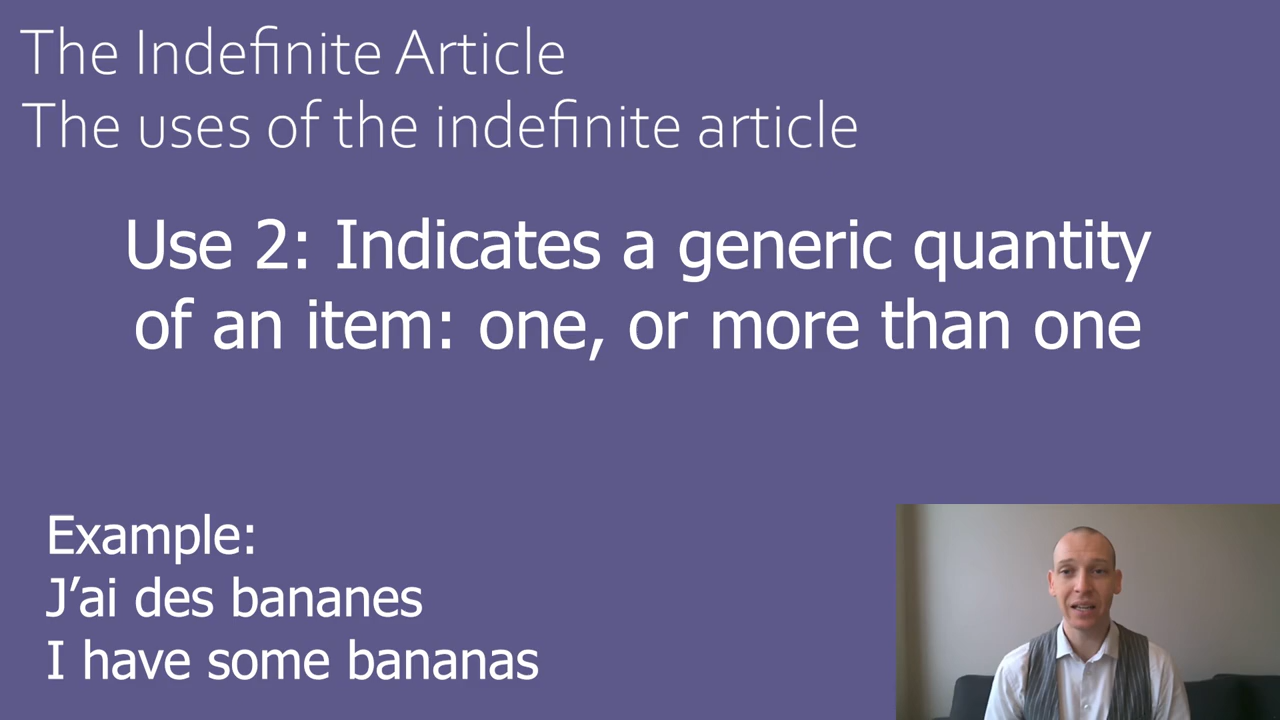 The Indefinite Article
The uses of the indefinite article
Use 2: Indicates a generic quantity
of an item: one, or more than one
Example:
J’ai des bananes
I have some bananas